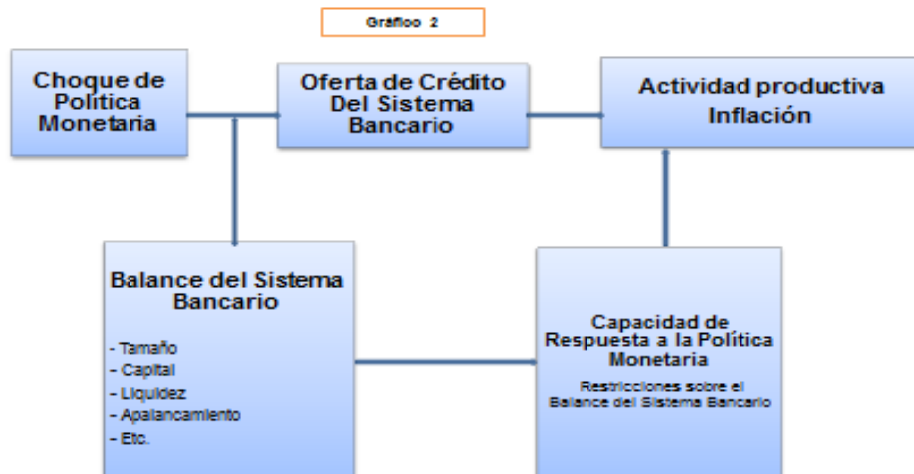 Gráfico 2
Choque de
Política
Monetaria
Oferta de Crédito
Del Sistema
Bancario
Actividad productiva
Inflación
Balance del Sistema
Bancario
- Tamaño
- Capital
- Liquidez
- Apalancamiento
- Etc.
Capacidad de
Respuesta a la Política
Monetaria
Restricciones sobre el
Balance del Sistema Bancario